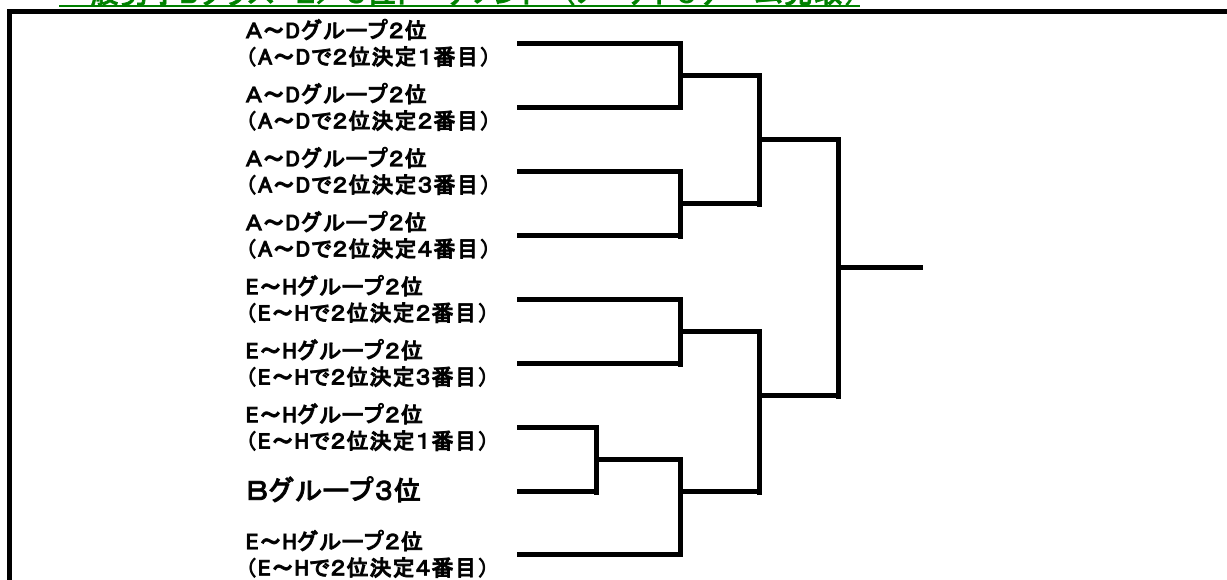 A～Dグループ2位
（A～Dで2位決定1番目）
A～Dグループ2位
（A～Dで2位決定2番目）
A～Dグループ2位
（A～Dで2位決定3番目）
A～Dグループ2位
（A～Dで2位決定4番目）
E～Hグループ2位
（E～Hで2位決定2番目）
E～Hグループ2位
（E～Hで2位決定3番目）
E～Hグループ2位
（E～Hで2位決定1番目）
Bグループ3位
E～Hグループ2位
（E～Hで2位決定4番目）